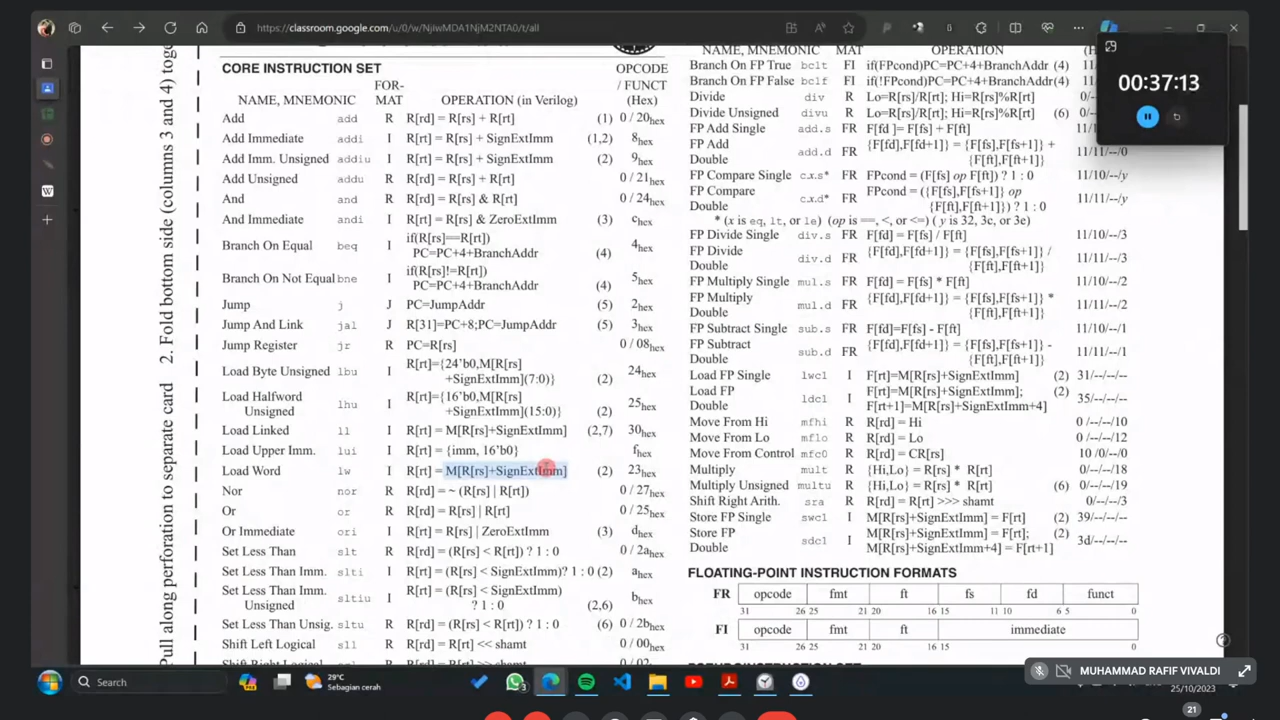 https://classroom.google.com/u/0/w/NjIwMDA1NjM2NTA0/t/all
00:37:13
2. Fold bottom side (columns 3 and 4) toge
Pull along perforation to separate card
CORE INSTRUCTION SET
OPCODE
FOR- / FUNCT
NAME, MNEMONIC MAT OPERATION (in Verilog) (Hex)
Add add R R[rd] = R[rs] + R[rt] (1) 0 / 20hex
Add Immediate addi I R[rt] = R[rs] + SignExtImm (1,2) 8hex
Add Imm. Unsigned addiu I R[rt] = R[rs] + SignExtImm (2) 9hex
Add Unsigned addu R R[rd] = R[rs] + R[rt] 0 / 21hex
And and R R[rd] = R[rs] & R[rt] 0 / 24hex
And Immediate andi I R[rt] = R[rs] & ZeroExtImm (3) chex
Branch On Equal beq I if(R[rs]==R[rt])
PC=PC+4+BranchAddr (4) 4hex
Branch On Not Equal bne I if(R[rs]!=R[rt])
PC=PC+4+BranchAddr (4) 5hex
Jump j J PC=JumpAddr (5) 2hex
Jump And Link jal J R[31]=PC+8;PC=JumpAddr (5) 3hex
Jump Register jr R PC=R[rs] 0 / 08hex
Load Byte Unsigned lbu I R[rt]={24’b0,M[R[rs]
+SignExtImm](7:0)} (2) 24hex
Load Halfword
Unsigned lhu I R[rt]={16’b0,M[R[rs]
+SignExtImm](15:0)} (2) 25hex
Load Linked ll I R[rt] = M[R[rs]+SignExtImm] (2,7) 30hex
Load Upper Imm. lui I R[rt] = {imm, 16’b0} fhex
Load Word lw I R[rt] = M[R[rs]+SignExtImm] (2) 23hex
Nor nor R R[rd] = ~ (R[rs] | R[rt]) 0 / 27hex
Or or R R[rd] = R[rs] | R[rt] 0 / 25hex
Or Immediate ori I R[rt] = R[rs] | ZeroExtImm (3) dhex
Set Less Than slt R R[rd] = (R[rs] < R[rt]) ? 1 : 0 0 / 2ahex
Set Less Than Imm. slti I R[rt] = (R[rs] < SignExtImm)? 1 : 0 (2) ahex
Set Less Than Imm.
Unsigned sltiu I R[rt] = (R[rs] < SignExtImm)
? 1 : 0 (2,6) bhex
Set Less Than Unsig. sltu R R[rd] = (R[rs] < R[rt]) ? 1 : 0 (6) 0 / 2bhex
Shift Left Logical sll R R[rd] = R[rt] << shamt 0 / 00hex
NAME, MNEMONIC MAT OPERATION
Branch On FP True bclt FI if(FPcond)PC=PC+4+BranchAddr (4)
Branch On FP False bclf FI if(!FPcond)PC=PC+4+BranchAddr(4)
Divide div R Lo=R[rs]/R[rt]; Hi=R[rs]%R[rt]
Divide Unsigned divu R Lo=R[rs]/R[rt]; Hi=R[rs]%R[rt] (6)
FP Add Single add.s FR F[fd ]= F[fs] + F[ft]
FP Add
Double add.d FR {F[fd],F[fd+1]} = {F[fs],F[fs+1]} +
{F[ft],F[ft+1]} 11/11/--/0
FP Compare Single c.x.s* FR FPcond = (F[fs] op F[ft]) ? 1 : 0 11/10/--/y
FP Compare
Double c.x.d* FR FPcond = ({F[fs],F[fs+1]} op
{F[ft],F[ft+1]}) ? 1 : 0 11/11/--/y
* (x is eq, lt, or le) (op is ==, <, or <=) ( y is 32, 3c, or 3e)
FP Divide Single div.s FR F[fd] = F[fs] / F[ft] 11/10/--/3
FP Divide
Double div.d FR {F[fd],F[fd+1]} = {F[fs],F[fs+1]} /
{F[ft],F[ft+1]} 11/11/--/3
FP Multiply Single mul.s FR F[fd] = F[fs] * F[ft] 11/10/--/2
FP Multiply
Double mul.d FR {F[fd],F[fd+1]} = {F[fs],F[fs+1]} *
{F[ft],F[ft+1]} 11/11/--/2
FP Subtract Single sub.s FR F[fd]=F[fs] - F[ft] 11/10/--/1
FP Subtract
Double sub.d FR {F[fd],F[fd+1]} = {F[fs],F[fs+1]} -
{F[ft],F[ft+1]} 11/11/--/1
Load FP Single lwc1 I F[rt]=M[R[rs]+SignExtImm] (2) 31/--/--/--
Load FP
Double ldc1 I F[rt]=M[R[rs]+SignExtImm]; (2)
F[rt+1]=M[R[rs]+SignExtImm+4] 35/--/--/--
Move From Hi mfhi R R[rd] = Hi 0 /--/--/10
Move From Lo mflo R R[rd] = Lo 0 /--/--/12
Move From Control mfc0 R R[rd] = CR[rs] 10 /0/--/0
Multiply mult R {Hi,Lo} = R[rs] * R[rt] 0/--/--/18
Multiply Unsigned multu R {Hi,Lo} = R[rs] * R[rt] (6) 0/--/--/19
Shift Right Arith. sra R R[rd] = R[rt] >>> shamt 0/--/--/3
Store FP Single swc1 I M[R[rs]+SignExtImm] = F[rt] (2) 39/--/--/--
Store FP
Double sdc1 I M[R[rs]+SignExtImm] = F[rt]; (2)
M[R[rs]+SignExtImm+4] = F[rt+1] 3d/--/--/--
FLOATING-POINT INSTRUCTION FORMATS
FR opcode fmt ft fs fd funct
31 26 25 21 20 16 15 11 10 6 5 0
FI opcode fmt ft immediate
31 26 25 21 20 16 15 0
MUHAMMAD RAFIF VIVALDI
Search
29°C
Sebagian cerah
3
25/10/2023
21